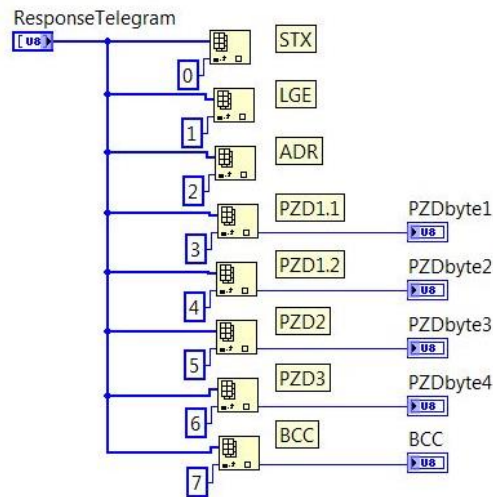 ResponseTelegram
U8
STX
0
LGE
1
ADR
2
PZD1.1 PZDbyte1
3 U8
PZD1.2 PZDbyte2
4 U8
PZD2 PZDbyte3
5 U8
PZD3 PZDbyte4
6 U8
BCC BCC
7 U8